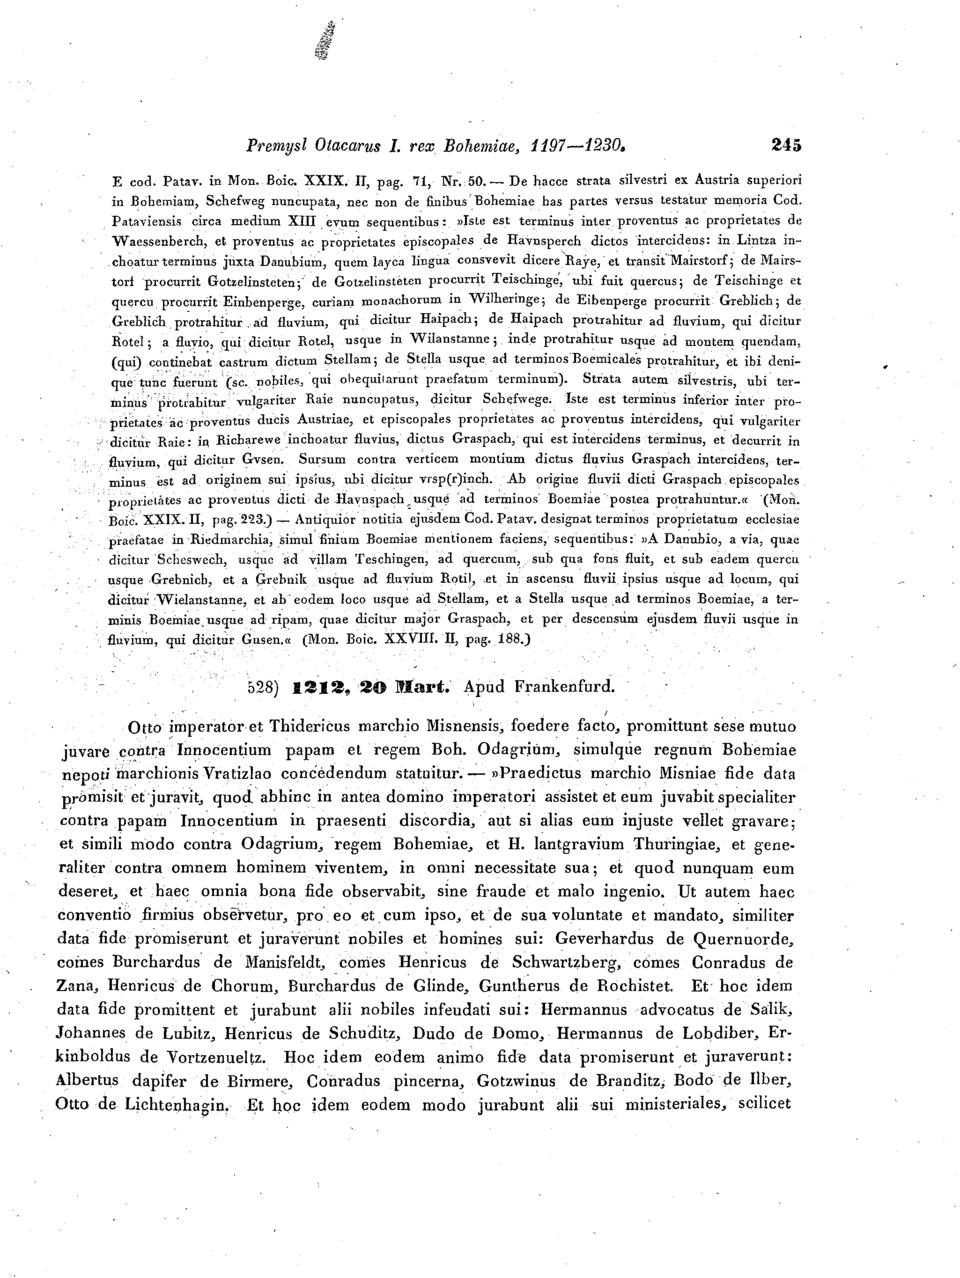 Premysl Otacarus I. rex Bohemiae, 1197—1230. 245
E cod. Patav. in Mon. Boic. XXIX. II, pag. 71, Nr. 50. — De hacce strata silvestri ex Austria superiori
in Bohemiam, Schefweg nuncupata, nec non de finibus Bohemiae has partes versus testatur memoria Cod.
Pataviensis circa medium XIII evum sequentibus: »Iste est terminus inter proventus ac proprietates de
Waessenberch, et proventus ac proprietates episcopales de Havnsperch dictos intercidens: in Lintza in-
choatur terminus juxta Danubium, quem layca lingua consvevit dicere Raye, et transit Mairstorf; de Mairs-
torf procurrit Gotzelinsteten; de Gotzelinsteten procurrit Teischinge, ubi fuit quercus; de Teischinge et
quercu procurrit Einbenperge, curiam monachorum in Wilheringe; de Eibenperge procurrit Greblich; de
Greblich protrahitur ad fluvium, qui dicitur Haipach; de Haipach protrahitur ad fluvium, qui dicitur
Rotel; a fluvio, qui dicitur Rotel, usque in Wilanstanne; inde protrahitur usque ad montem quendam,
(qui) continebat castrum dictum Stellam; de Stella usque ad terminos Boemicales protrahitur, et ibi deni-
que tunc fuerunt (sc. nobiles, qui obequitarunt praefatum terminum). Strata autem silvestris, ubi ter-
minus protrahitur vulgariter Raie nuncupatus, dicitur Schefwege. Iste est terminus inferior inter pro-
prietates ac proventus ducis Austriae, et episcopales proprietates ac proventus intercidens, qui vulgariter
dicitur Raie: in Richarewe inchoatur fluvius, dictus Graspach, qui est intercidens terminus, et decurrit in
fluvium, qui dicitur Gvsen. Sursum contra verticem montium dictus fluvius Graspach intercidens, ter-
minus est ad originem sui ipsius, ubi dicitur vrsp(r)inch. Ab origine fluvii dicti Graspach episcopales
proprietates ac proventus dicti de Havnspach usque ad terminos Boemiae postea protrahuntur.« (Mon.
Boic. XXIX. II, pag. 223.) — Antiquior notitia ejusdem Cod. Patav. designat terminos proprietatum ecclesiae
praefatae in Riedmarchia, simul finium Boemiae mentionem faciens, sequentibus: »A Danubio, a via, quae
dicitur Scheswech, usque ad villam Teschingen, ad quercum, sub qua fons fluit, et sub eadem quercu
usque Grebnich, et a Grebnik usque ad fluvium Rotil, et in ascensu fluvii ipsius usque ad locum, qui
dicitur Wielanstanne, et ab eodem loco usque ad Stellam, et a Stella usque ad terminos Boemiae, a ter-
minis Boemiae usque ad ripam, quae dicitur major Graspach, et per descensum ejusdem fluvii usque in
fluvium, qui dicitur Gusen.« (Mon. Boic. XXVIII. II, pag. 188.)
528) 1212, 20 Mart. Apud Frankenfurd.
Otto imperator et Thidericus marchio Misnensis, foedere facto, promittunt sese mutuo
juvare contra Innocentium papam et regem Boh. Odagrium, simulque regnum Bohemiae
nepoti marchionis Vratizlao concedendum statuitur. — »Praedictus marchio Misniae fide data
promisit et juravit, quod abhinc in antea domino imperatori assistet et eum juvabit specialiter
contra papam Innocentium in praesenti discordia, aut si alias eum injuste vellet gravare;
et simili modo contra Odagrium, regem Bohemiae, et H. lantgravium Thuringiae, et gene-
raliter contra omnem hominem viventem, in omni necessitate sua; et quod nunquam eum
deseret, et haec omnia bona fide observabit, sine fraude et malo ingenio. Ut autem haec
conventio firmius observetur, pro eo et cum ipso, et de sua voluntate et mandato, similiter
data fide promiserunt et juraverunt nobiles et homines sui: Geverhardus de Quernuorde,
comes Burchardus de Manisfeldt, comes Henricus de Schwartzberg, comes Conradus de
Zana, Henricus de Chorum, Burchardus de Glinde, Guntherus de Rochistet. Et hoc idem
data fide promittent et jurabunt alii nobiles infeudati sui: Hermannus advocatus de Salik,
Johannes de Lubitz, Henricus de Schuditz, Dudo de Domo, Hermannus de Lobdiber, Er-
kinboldus de Vortzenueltz. Hoc idem eodem animo fide data promiserunt et juraverunt:
Albertus dapifer de Birmere, Conradus pincerna, Gotzwinus de Branditz, Bodo de Ilber,
Otto de Lichtenhagin. Et hoc idem eodem modo jurabunt alii sui ministeriales, scilicet